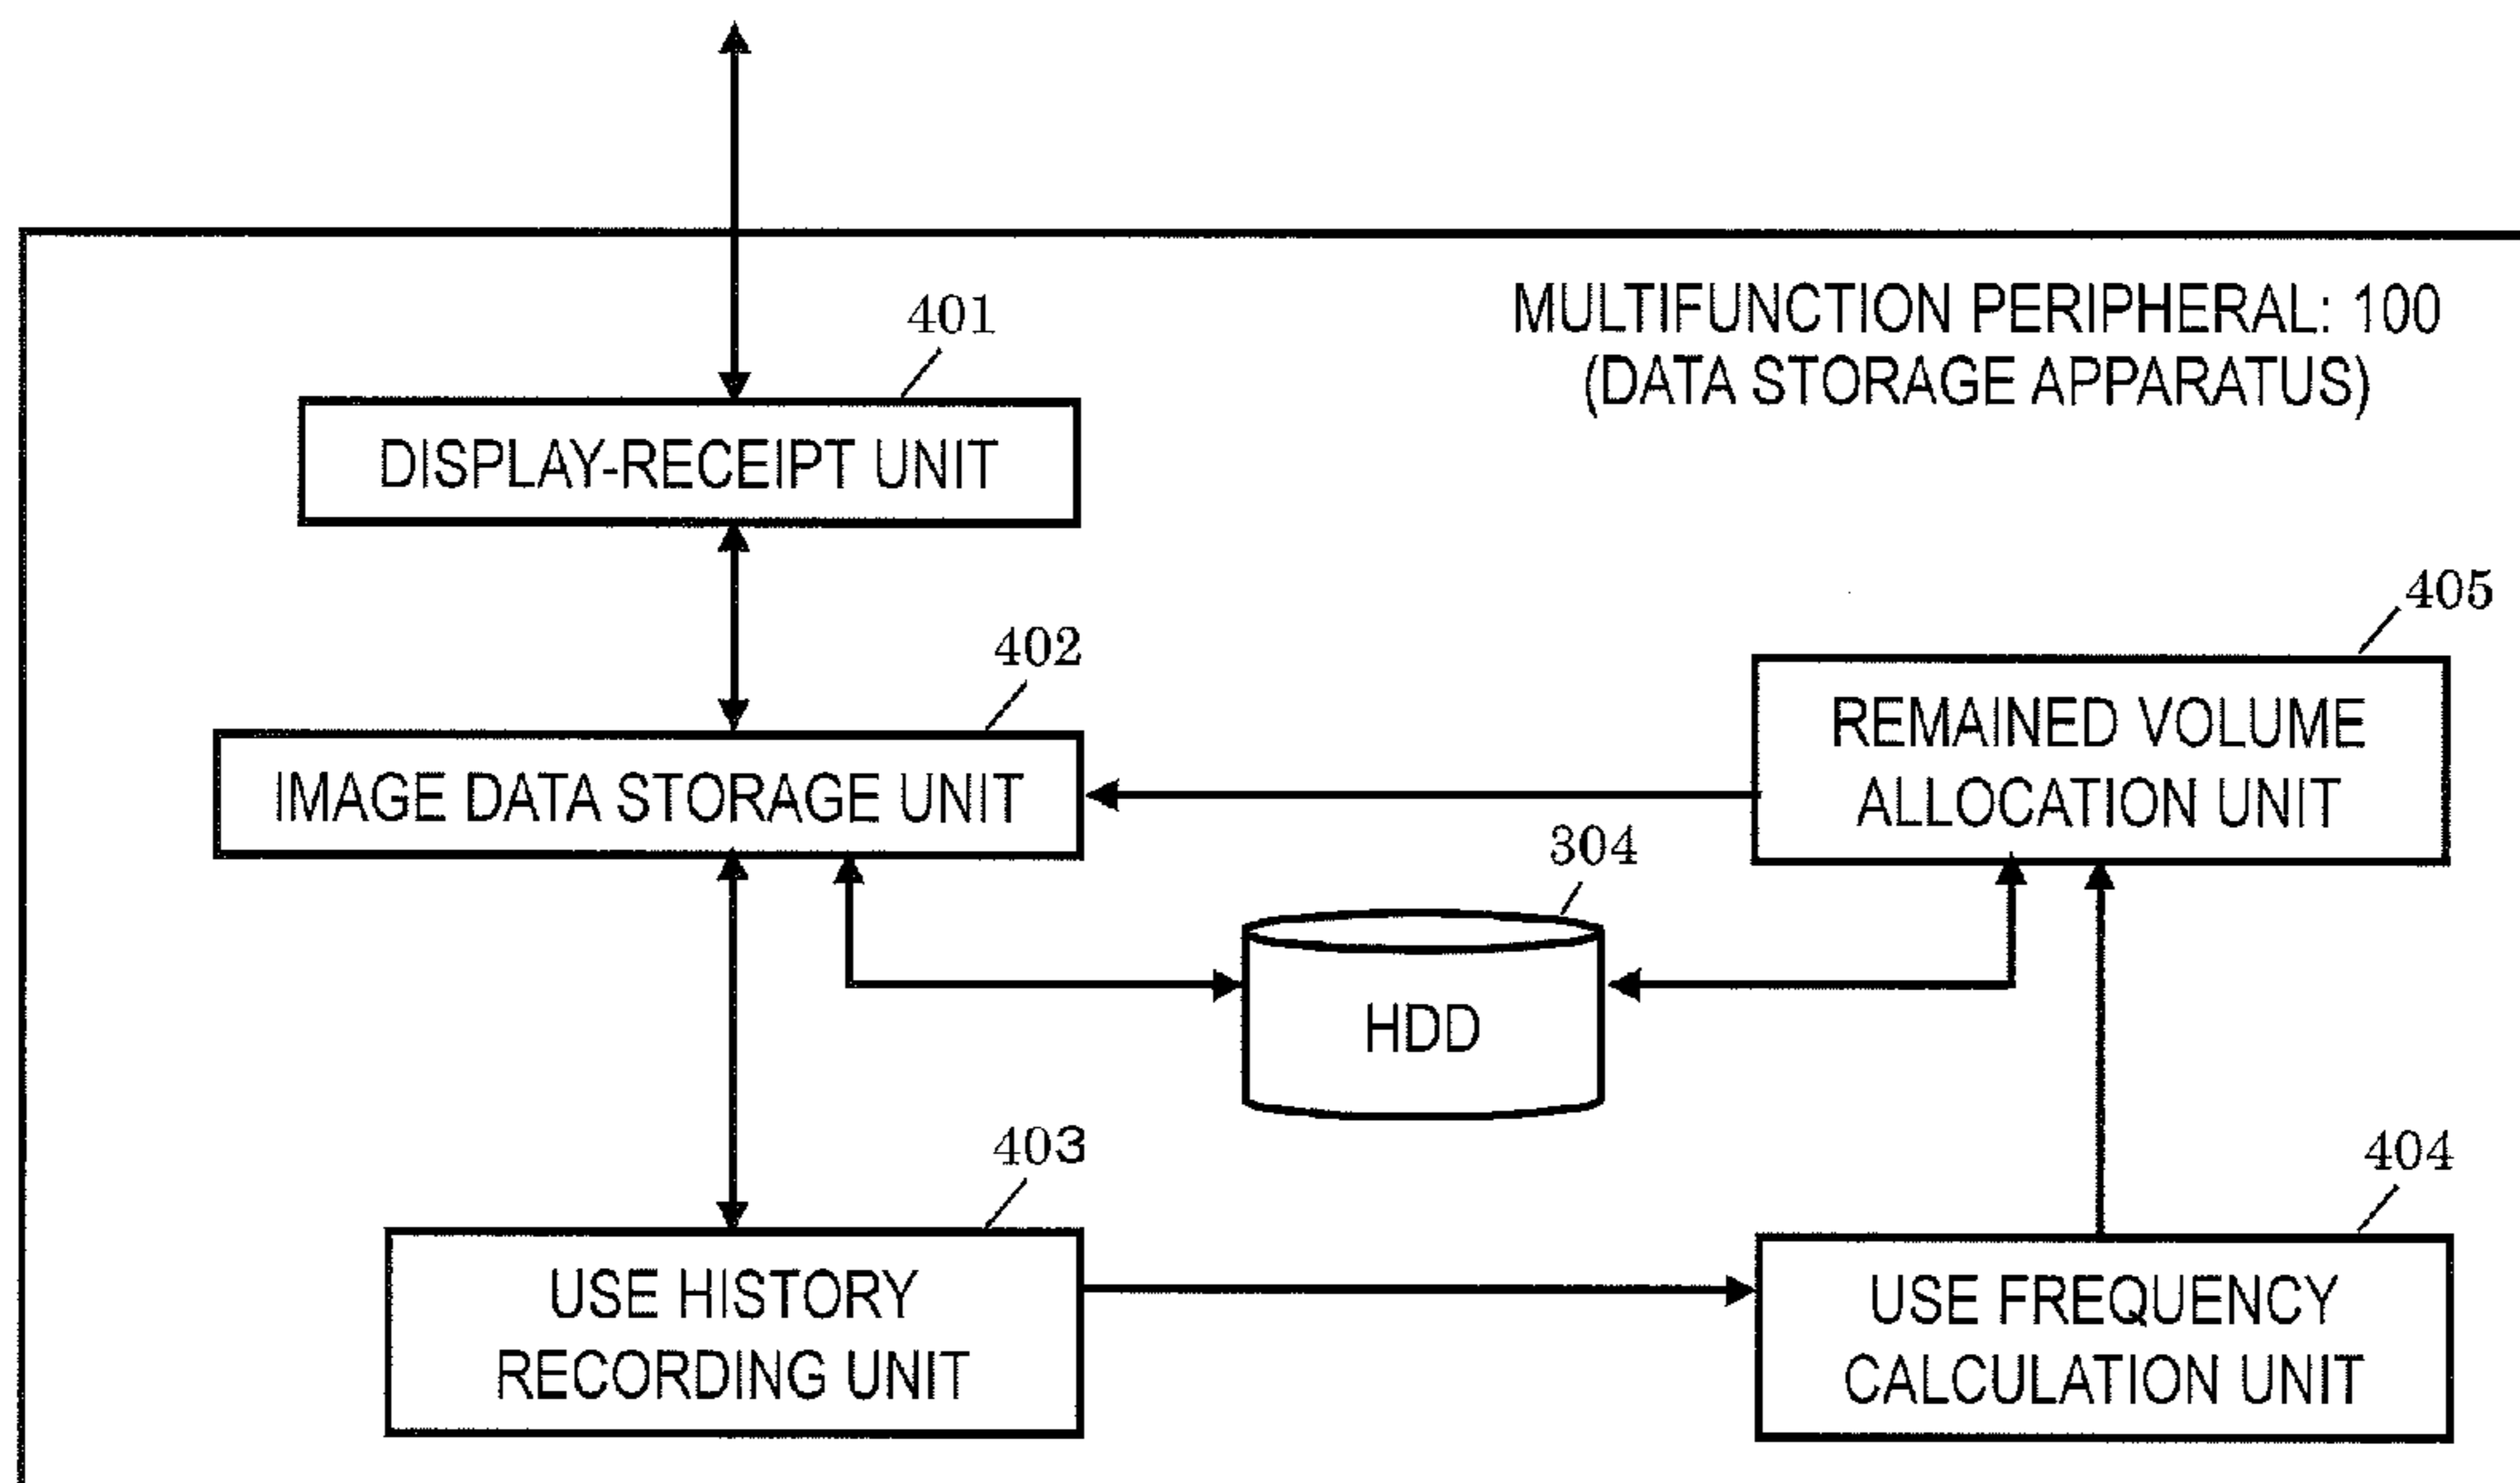 MULTIFUNCTION PERIPHERAL: 100
(DATA STORAGE APPARATUS)
401
DISPLAY-RECEIPT UNIT
402
IMAGE DATA STORAGE UNIT
405
REMAINED VOLUME
ALLOCATION UNIT
304
HDD
403
USE HISTORY
RECORDING UNIT
404
USE FREQUENCY
CALCULATION UNIT